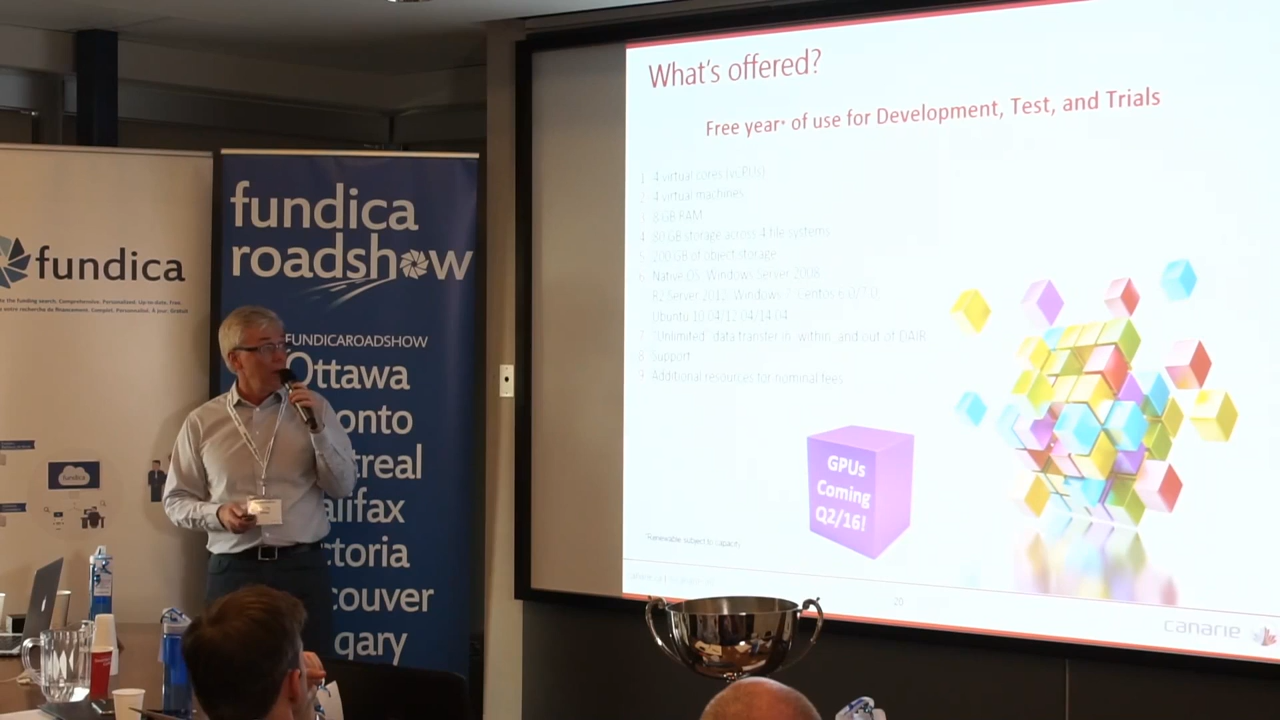 fundica
fundica
roadshow
FUNDICAROADSHOW
Ottawa
onto
treal
alifax
ctoria
couver
gary
fundica
What's offered?
Free year* of use for Development, Test, and Trials
1. 4 virtual cores (vCPUs)
2. 4 virtual machines
3. 8 GB RAM
4. 80 GB storage across 4 file systems
5. 200 GB of object storage
6. Native OS: Windows Server 2008
R2 Server 2012, Windows 7, Centos 6.0/7.0,
Ubuntu 10.04/12.04/14.04
7. "Unlimited" data transfer in, within, and out of DAIR
8. Support
9. Additional resources for nominal fees
GPUs
Coming
Q2/16!
*Renewable subject to capacity
20
canarie